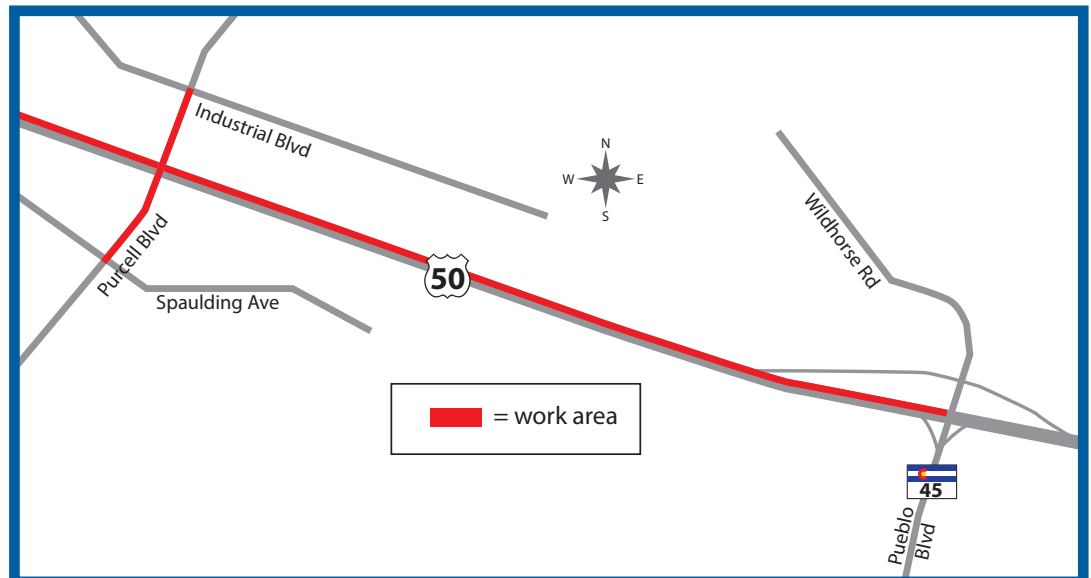 Industrial Blvd
N
W
E
S
Wildhorse Rd
Purcell Blvd
50
Spaulding Ave
= work area
45
Pueblo
Blvd